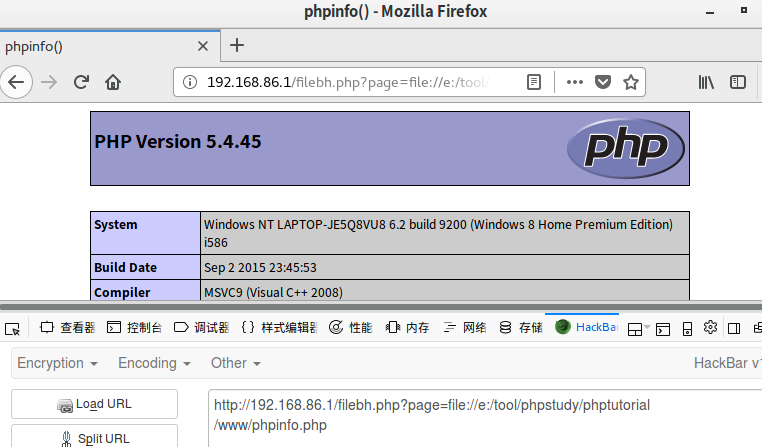 phpinfo() - Mozilla Firefox
phpinfo()
192.168.86.1/filebh.php?page=file://e:/tool/
PHP Version 5.4.45
php
System
Windows NT LAPTOP-JE5Q8VU8 6.2 build 9200 (Windows 8 Home Premium Edition)
i586
Build Date
Sep 2 2015 23:45:53
Compiler
MSVC9 (Visual C++ 2008)
查看器 控制台 调试器 {} 样式编辑器 性能 内存 网络 存储 HackBar
Encryption Encoding Other HackBar v1
Load URL
Split URL
http://192.168.86.1/filebh.php?page=file://e:/tool/phpstudy/phptutorial
/www/phpinfo.php